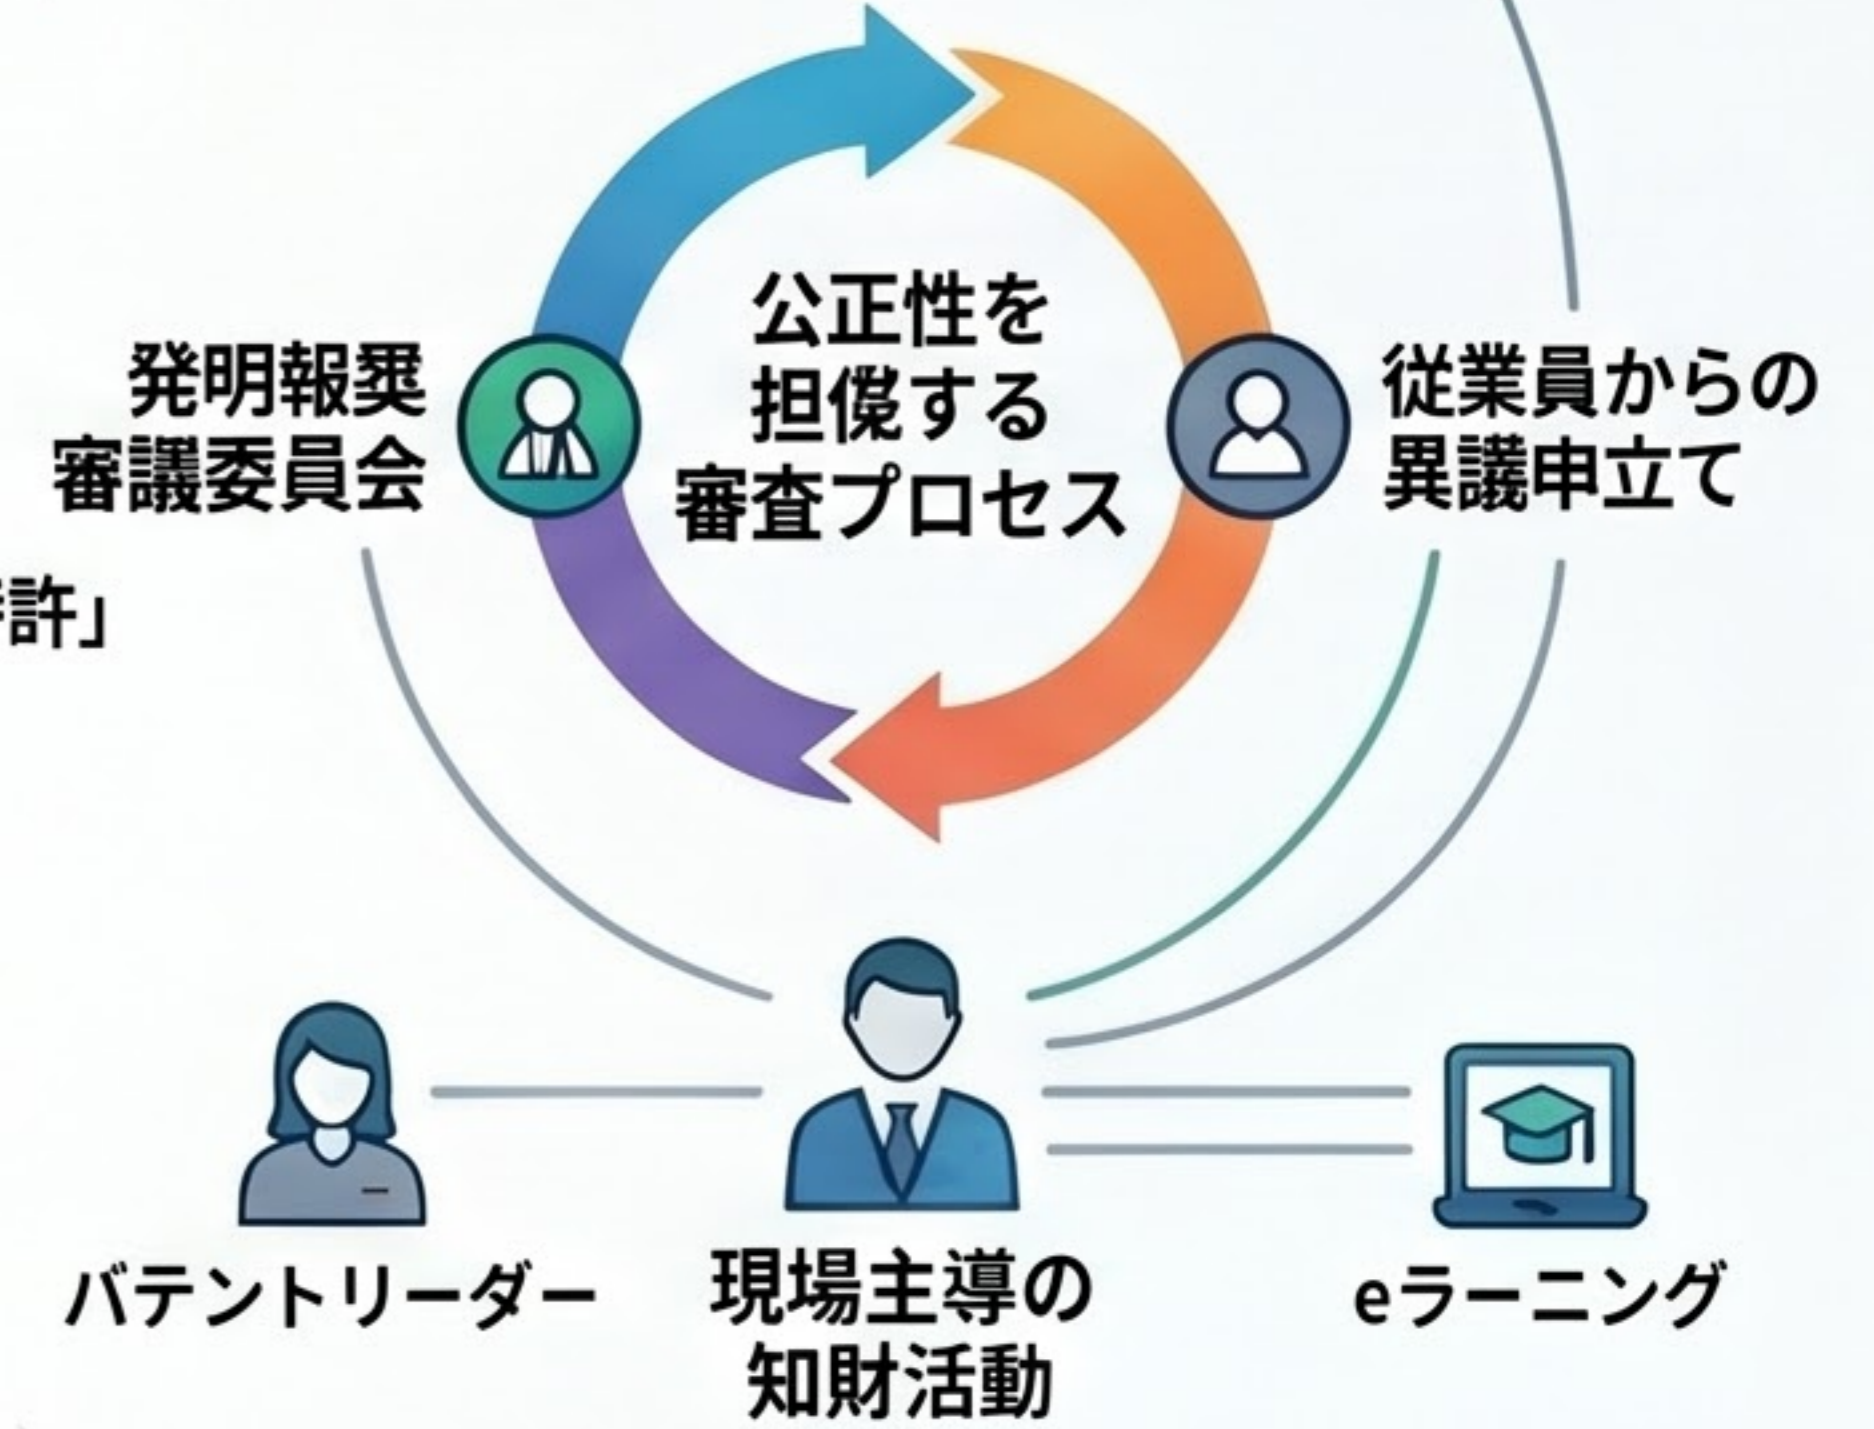 公正性を
担保する
審査プロセス
発明報奨
審議委員会
従業員からの
異議申立て
許」
バテントリーダー
現場主導の
知財活動
eラーニング